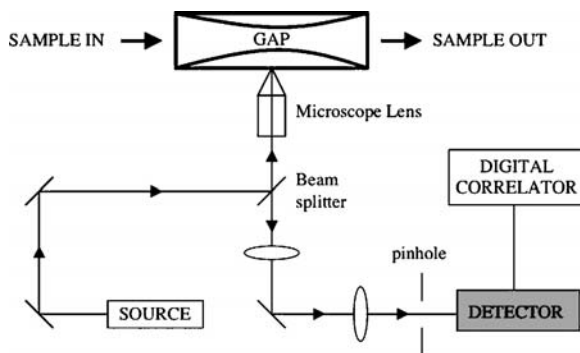 SAMPLE IN
GAP
SAMPLE OUT
Microscope Lens
DIGITAL
CORRELATOR
Beam
splitter
pinhole
SOURCE
DETECTOR